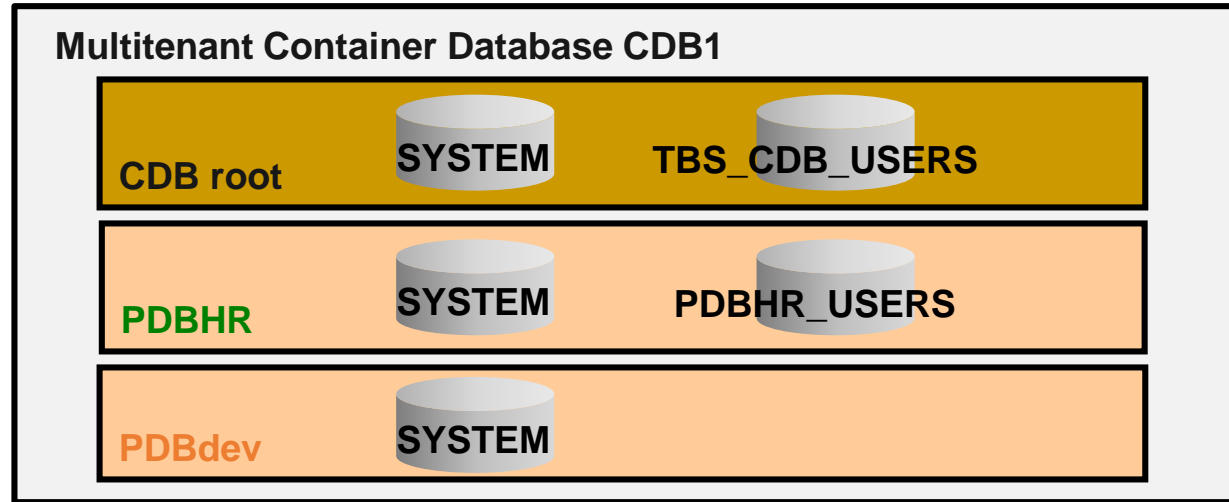 Multitenant Container Database CDB1
CDB root
SYSTEM
TBS_CDB_USERS
PDBHR
SYSTEM
PDBHR_USERS
PDBdev
SYSTEM